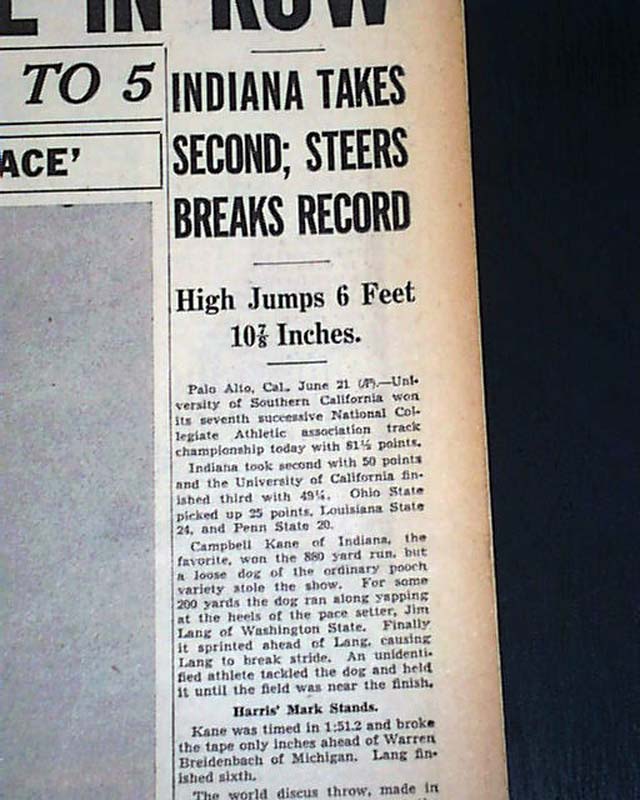 E IN ROW
TO 5
ACE'
INDIANA TAKES
SECOND; STEERS
BREAKS RECORD
High Jumps 6 Feet
10⅞ Inches.
Palo Alto, Cal., June 21 (AP).—Uni-
versity of Southern California won
its seventh successive National Col-
legiate Athletic association track
championship today with 81½ points.
Indiana took second with 50 points
and the University of California fin-
ished third with 49¼. Ohio State
picked up 25 points, Louisiana State
24, and Penn State 20.
Campbell Kane of Indiana, the
favorite, won the 880 yard run, but
a loose dog of the ordinary pooch
variety stole the show. For some
200 yards the dog ran along yapping
at the heels of the pace setter, Jim
Lang of Washington State. Finally
it sprinted ahead of Lang, causing
Lang to break stride. An unidenti-
fied athlete tackled the dog and held
it until the field was near the finish.
Harris' Mark Stands.
Kane was timed in 1:51.2 and broke
the tape only inches ahead of Warren
Breidenbach of Michigan. Lang fin-
ished sixth.
The world discus throw, made in